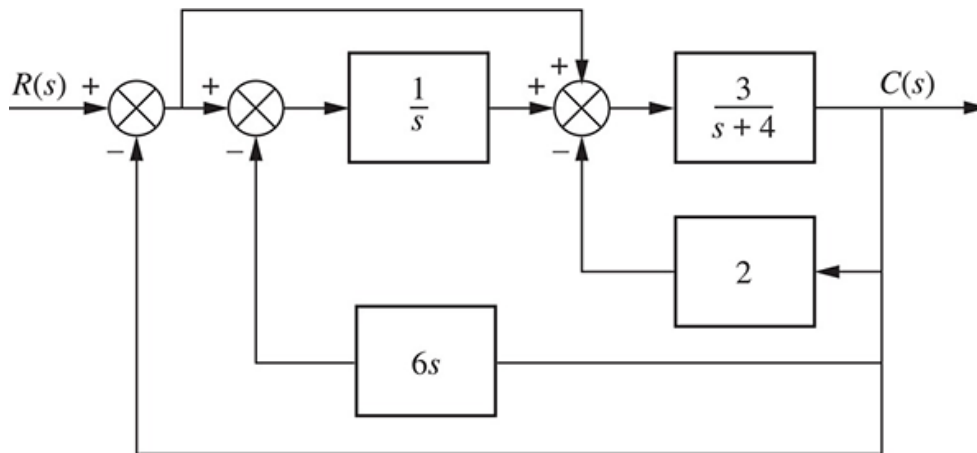 R(s) + + 1/s + + 3/(s + 4) C(s)
− − −
2
6s